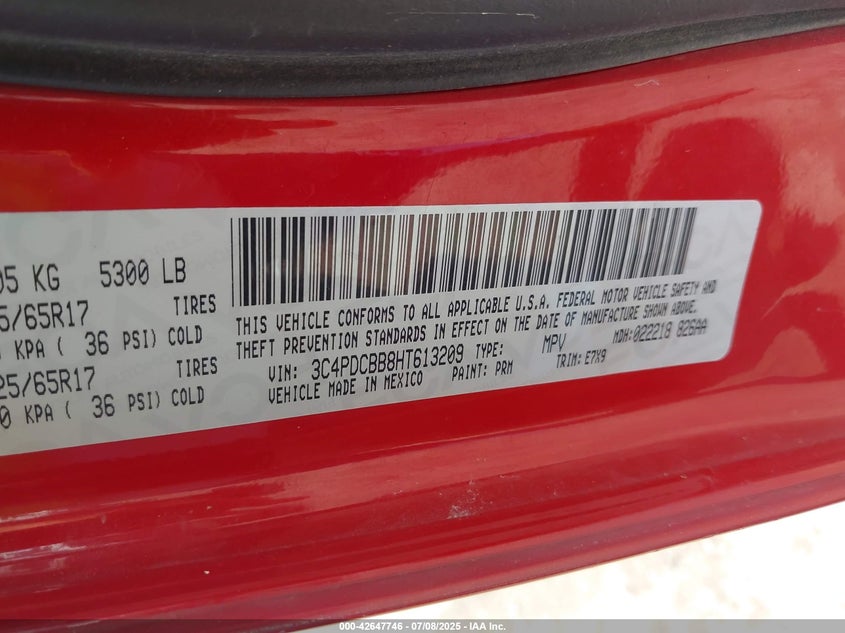 05 KG 5300 LB
5/65R17 TIRES
KPA ( 36 PSI) COLD
25/65R17 TIRES
0 KPA ( 36 PSI) COLD
THIS VEHICLE CONFORMS TO ALL APPLICABLE U.S.A. FEDERAL MOTOR VEHICLE SAFETY AND
THEFT PREVENTION STANDARDS IN EFFECT ON THE DATE OF MANUFACTURE SHOWN ABOVE.
VIN: 3C4PDCBB8HT613209 TYPE: MPV MDH:022218 826AA
VEHICLE MADE IN MEXICO PAINT: PRM TRIM: E7X9
000-42647746 - 07/08/2025 - IAA Inc.